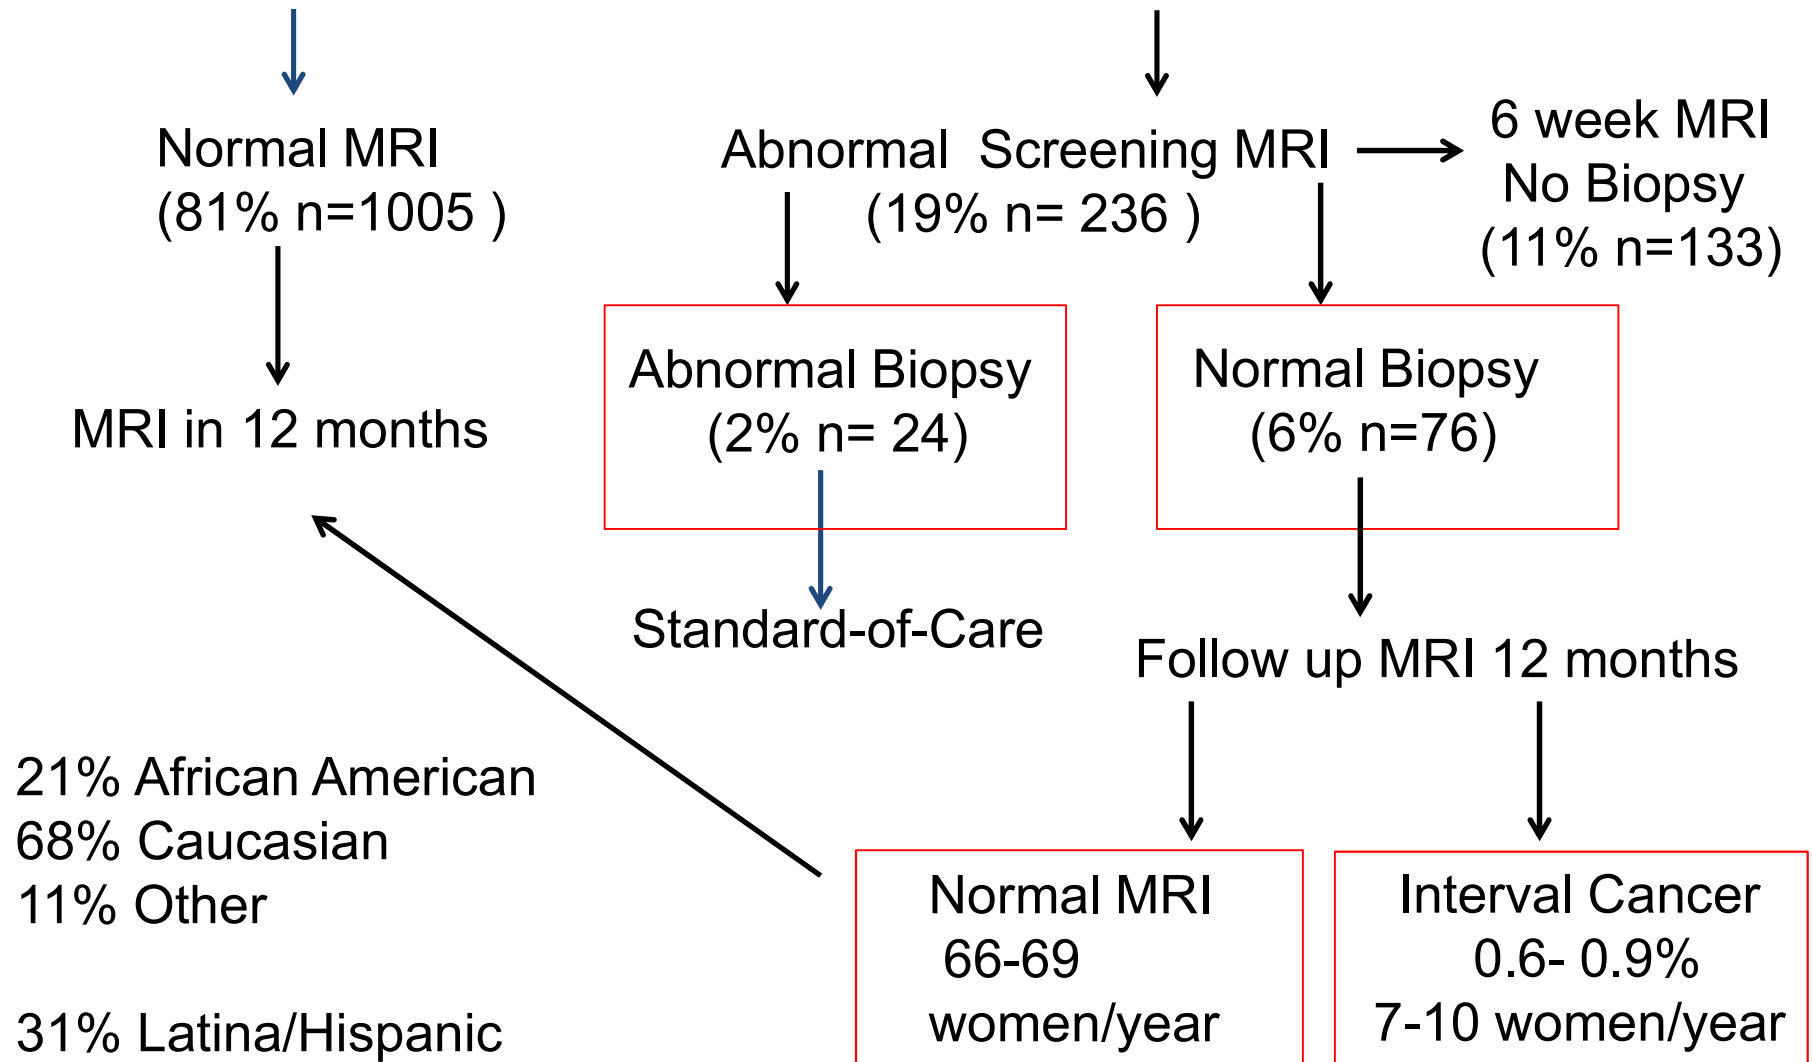 Normal MRI
(81% n=1005 )
Abnormal  Screening MRI
(19% n= 236 )
6 week MRI
No Biopsy
(11% n=133)
MRI in 12 months
Abnormal Biopsy
(2% n= 24)
Normal Biopsy
(6% n=76)
Standard-of-Care
Follow up MRI 12 months
21% African American
68% Caucasian
11% Other
31% Latina/Hispanic
Normal MRI
66-69
women/year
Interval Cancer
0.6- 0.9%
7-10 women/year